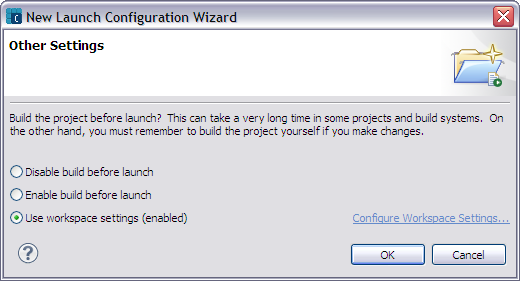 New Launch Configuration Wizard
Other Settings
Build the project before launch?  This can take a very long time in some projects and build systems.  On
the other hand, you must remember to build the project yourself if you make changes.
Disable build before launch
Enable build before launch
Use workspace settings (enabled)
Configure Workspace Settings...
?
OK
Cancel